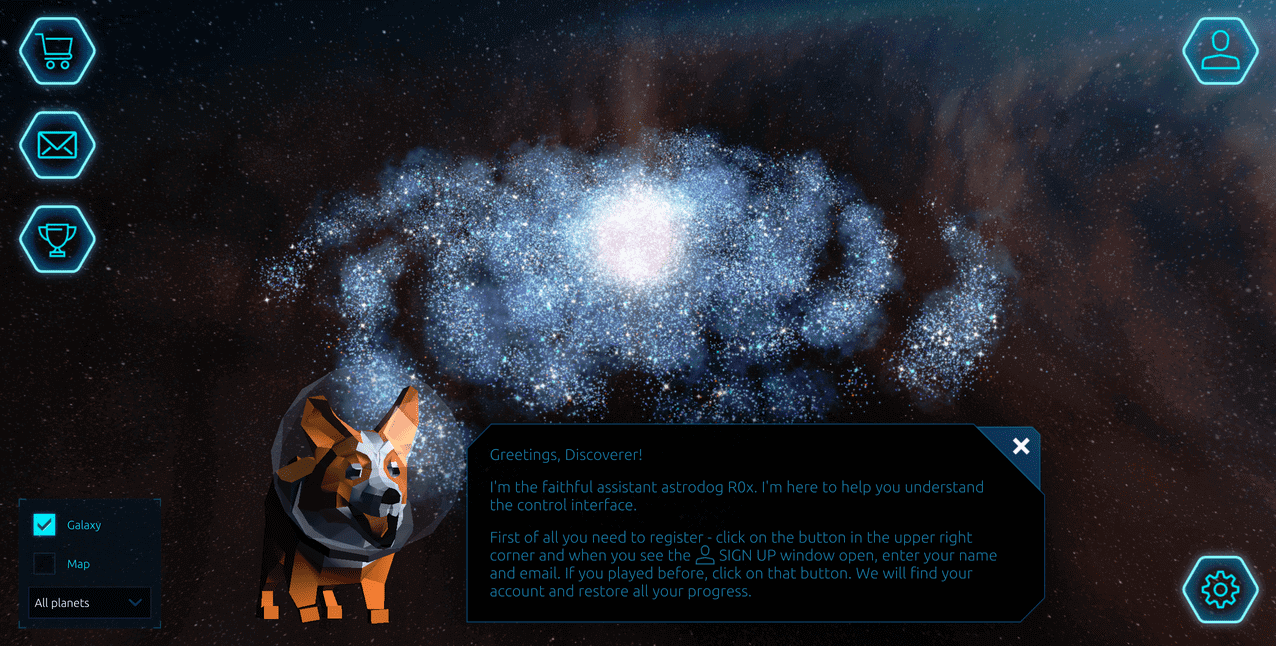 Greetings, Discoverer!
I'm the faithful assistant astrodog R0x. I'm here to help you understand
the control interface.
First of all you need to register - click on the button in the upper right
corner and when you see the SIGN UP window open, enter your name
and email. If you played before, click on that button. We will find your
account and restore all your progress.
Galaxy
Map
All planets